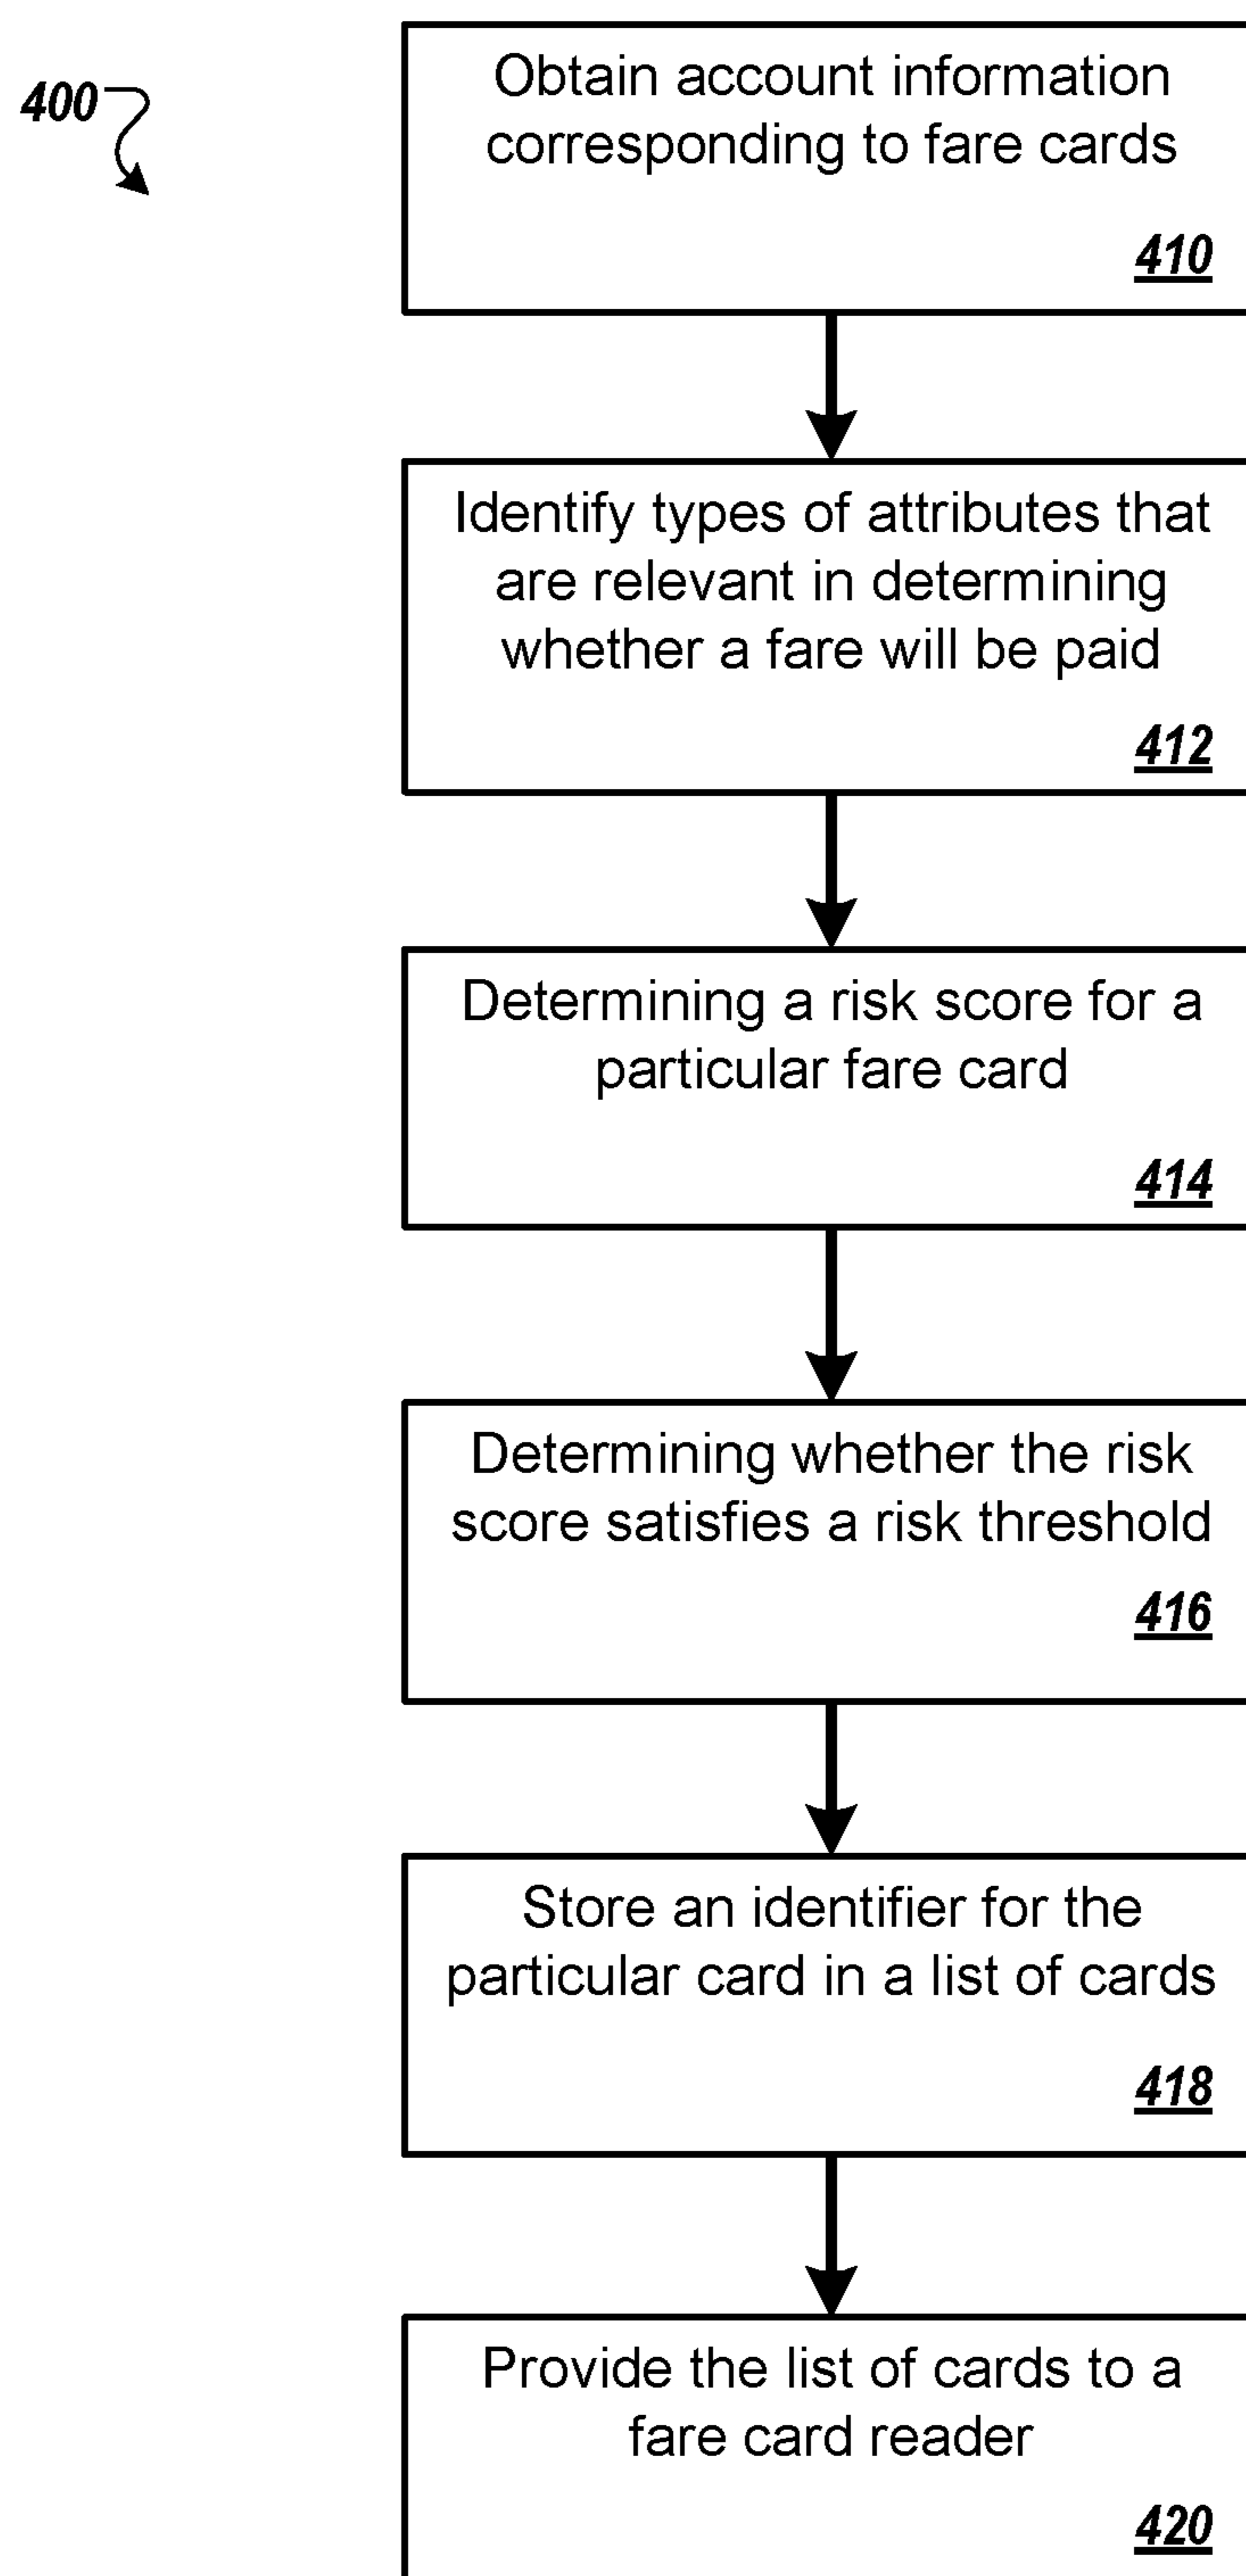 400
Obtain account information
corresponding to fare cards
410
Identify types of attributes that
are relevant in determining
whether a fare will be paid
412
Determining a risk score for a
particular fare card
414
Determining whether the risk
score satisfies a risk threshold
416
Store an identifier for the
particular card in a list of cards
418
Provide the list of cards to a
fare card reader
420